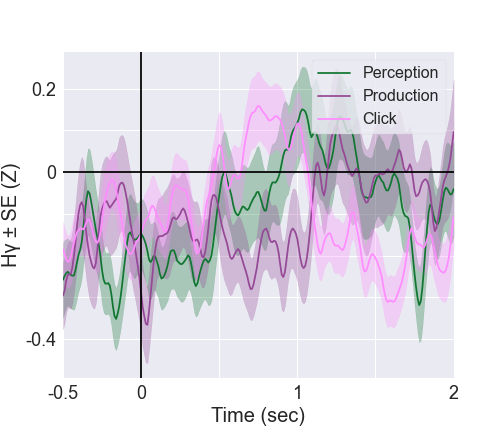 Perception
Production
Click
Hγ ± SE (Z)
0.2
0
-0.4
-0.5
0
1
2
Time (sec)